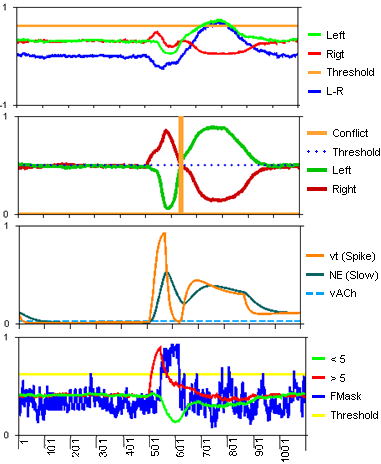 1
-1
Left
Rigt
Threshold
L-R
1
0
Conflict
Threshold
Left
Right
1
0
vt (Spike)
NE (Slow)
vACh
1
0
< 5
> 5
FMask
Threshold
1 101 201 301 401 501 601 701 801 901 1001